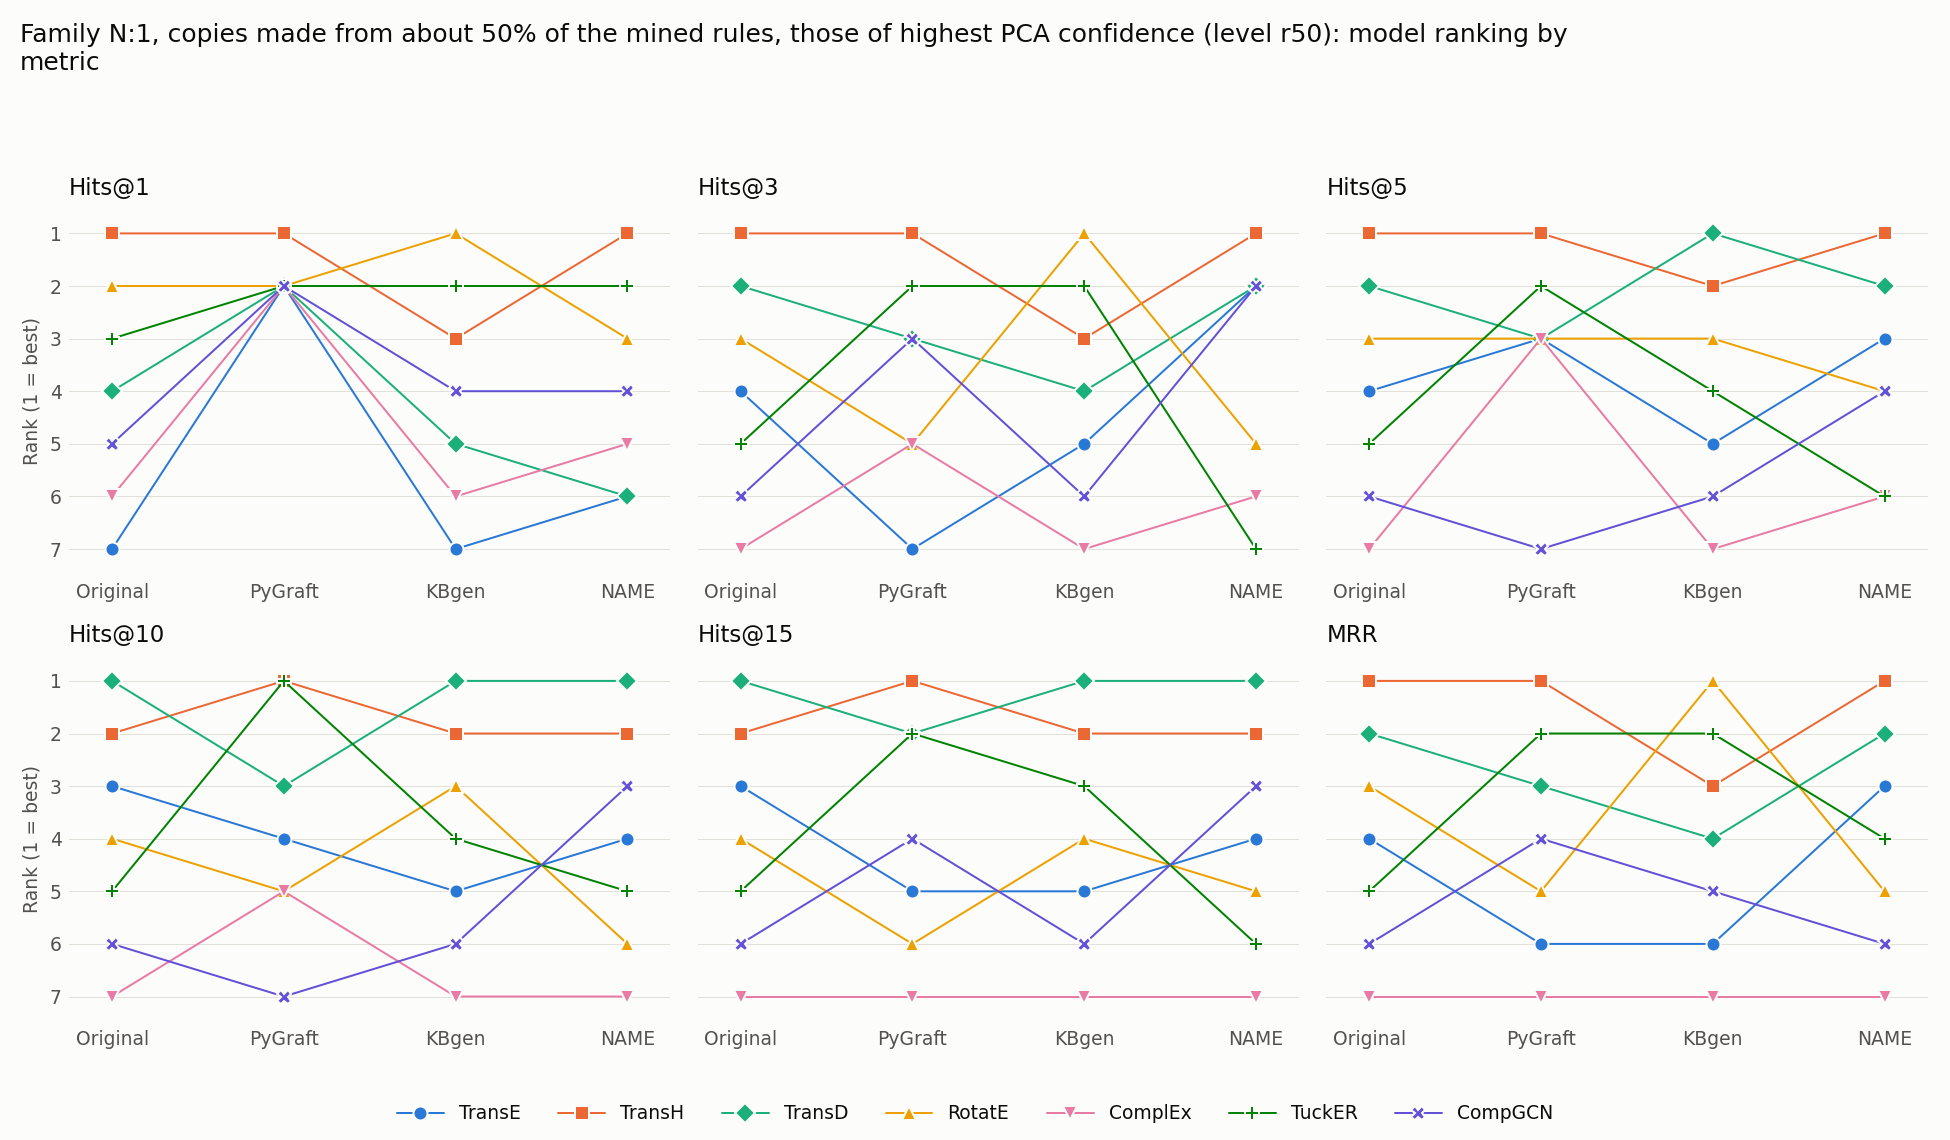 Family N:1, copies made from about 50% of the mined rules, those of highest PCA confidence (level r50): model ranking by
metric
Hits@1
Hits@3
Hits@5
Rank (1 = best)
1
2
3
4
5
6
7
Original
PyGraft
KBgen
NAME
Original
PyGraft
KBgen
NAME
Original
PyGraft
KBgen
NAME
Hits@10
Hits@15
MRR
Rank (1 = best)
1
2
3
4
5
6
7
Original
PyGraft
KBgen
NAME
Original
PyGraft
KBgen
NAME
Original
PyGraft
KBgen
NAME
TransE
TransH
TransD
RotatE
ComplEx
TuckER
CompGCN